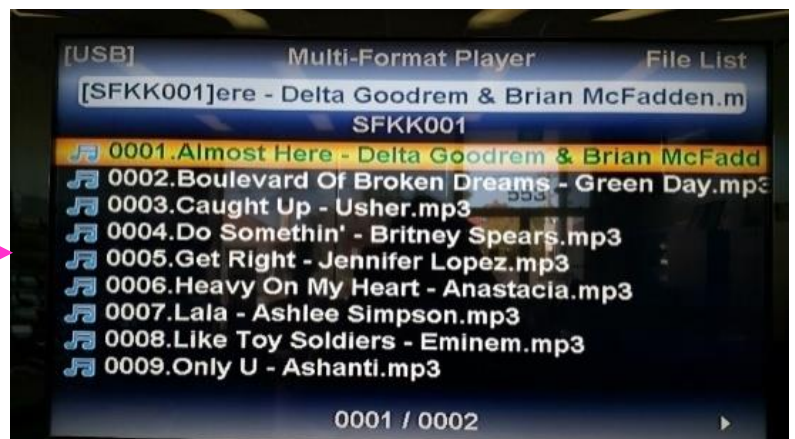 [USB] Multi-Format Player File List
[SFKK001]ere - Delta Goodrem & Brian McFadden.m
SFKK001
0001.Almost Here - Delta Goodrem & Brian McFadd
0002.Boulevard Of Broken Dreams - Green Day.mp3
0003.Caught Up - Usher.mp3
0004.Do Somethin' - Britney Spears.mp3
0005.Get Right - Jennifer Lopez.mp3
0006.Heavy On My Heart - Anastacia.mp3
0007.Lala - Ashlee Simpson.mp3
0008.Like Toy Soldiers - Eminem.mp3
0009.Only U - Ashanti.mp3
0001 / 0002